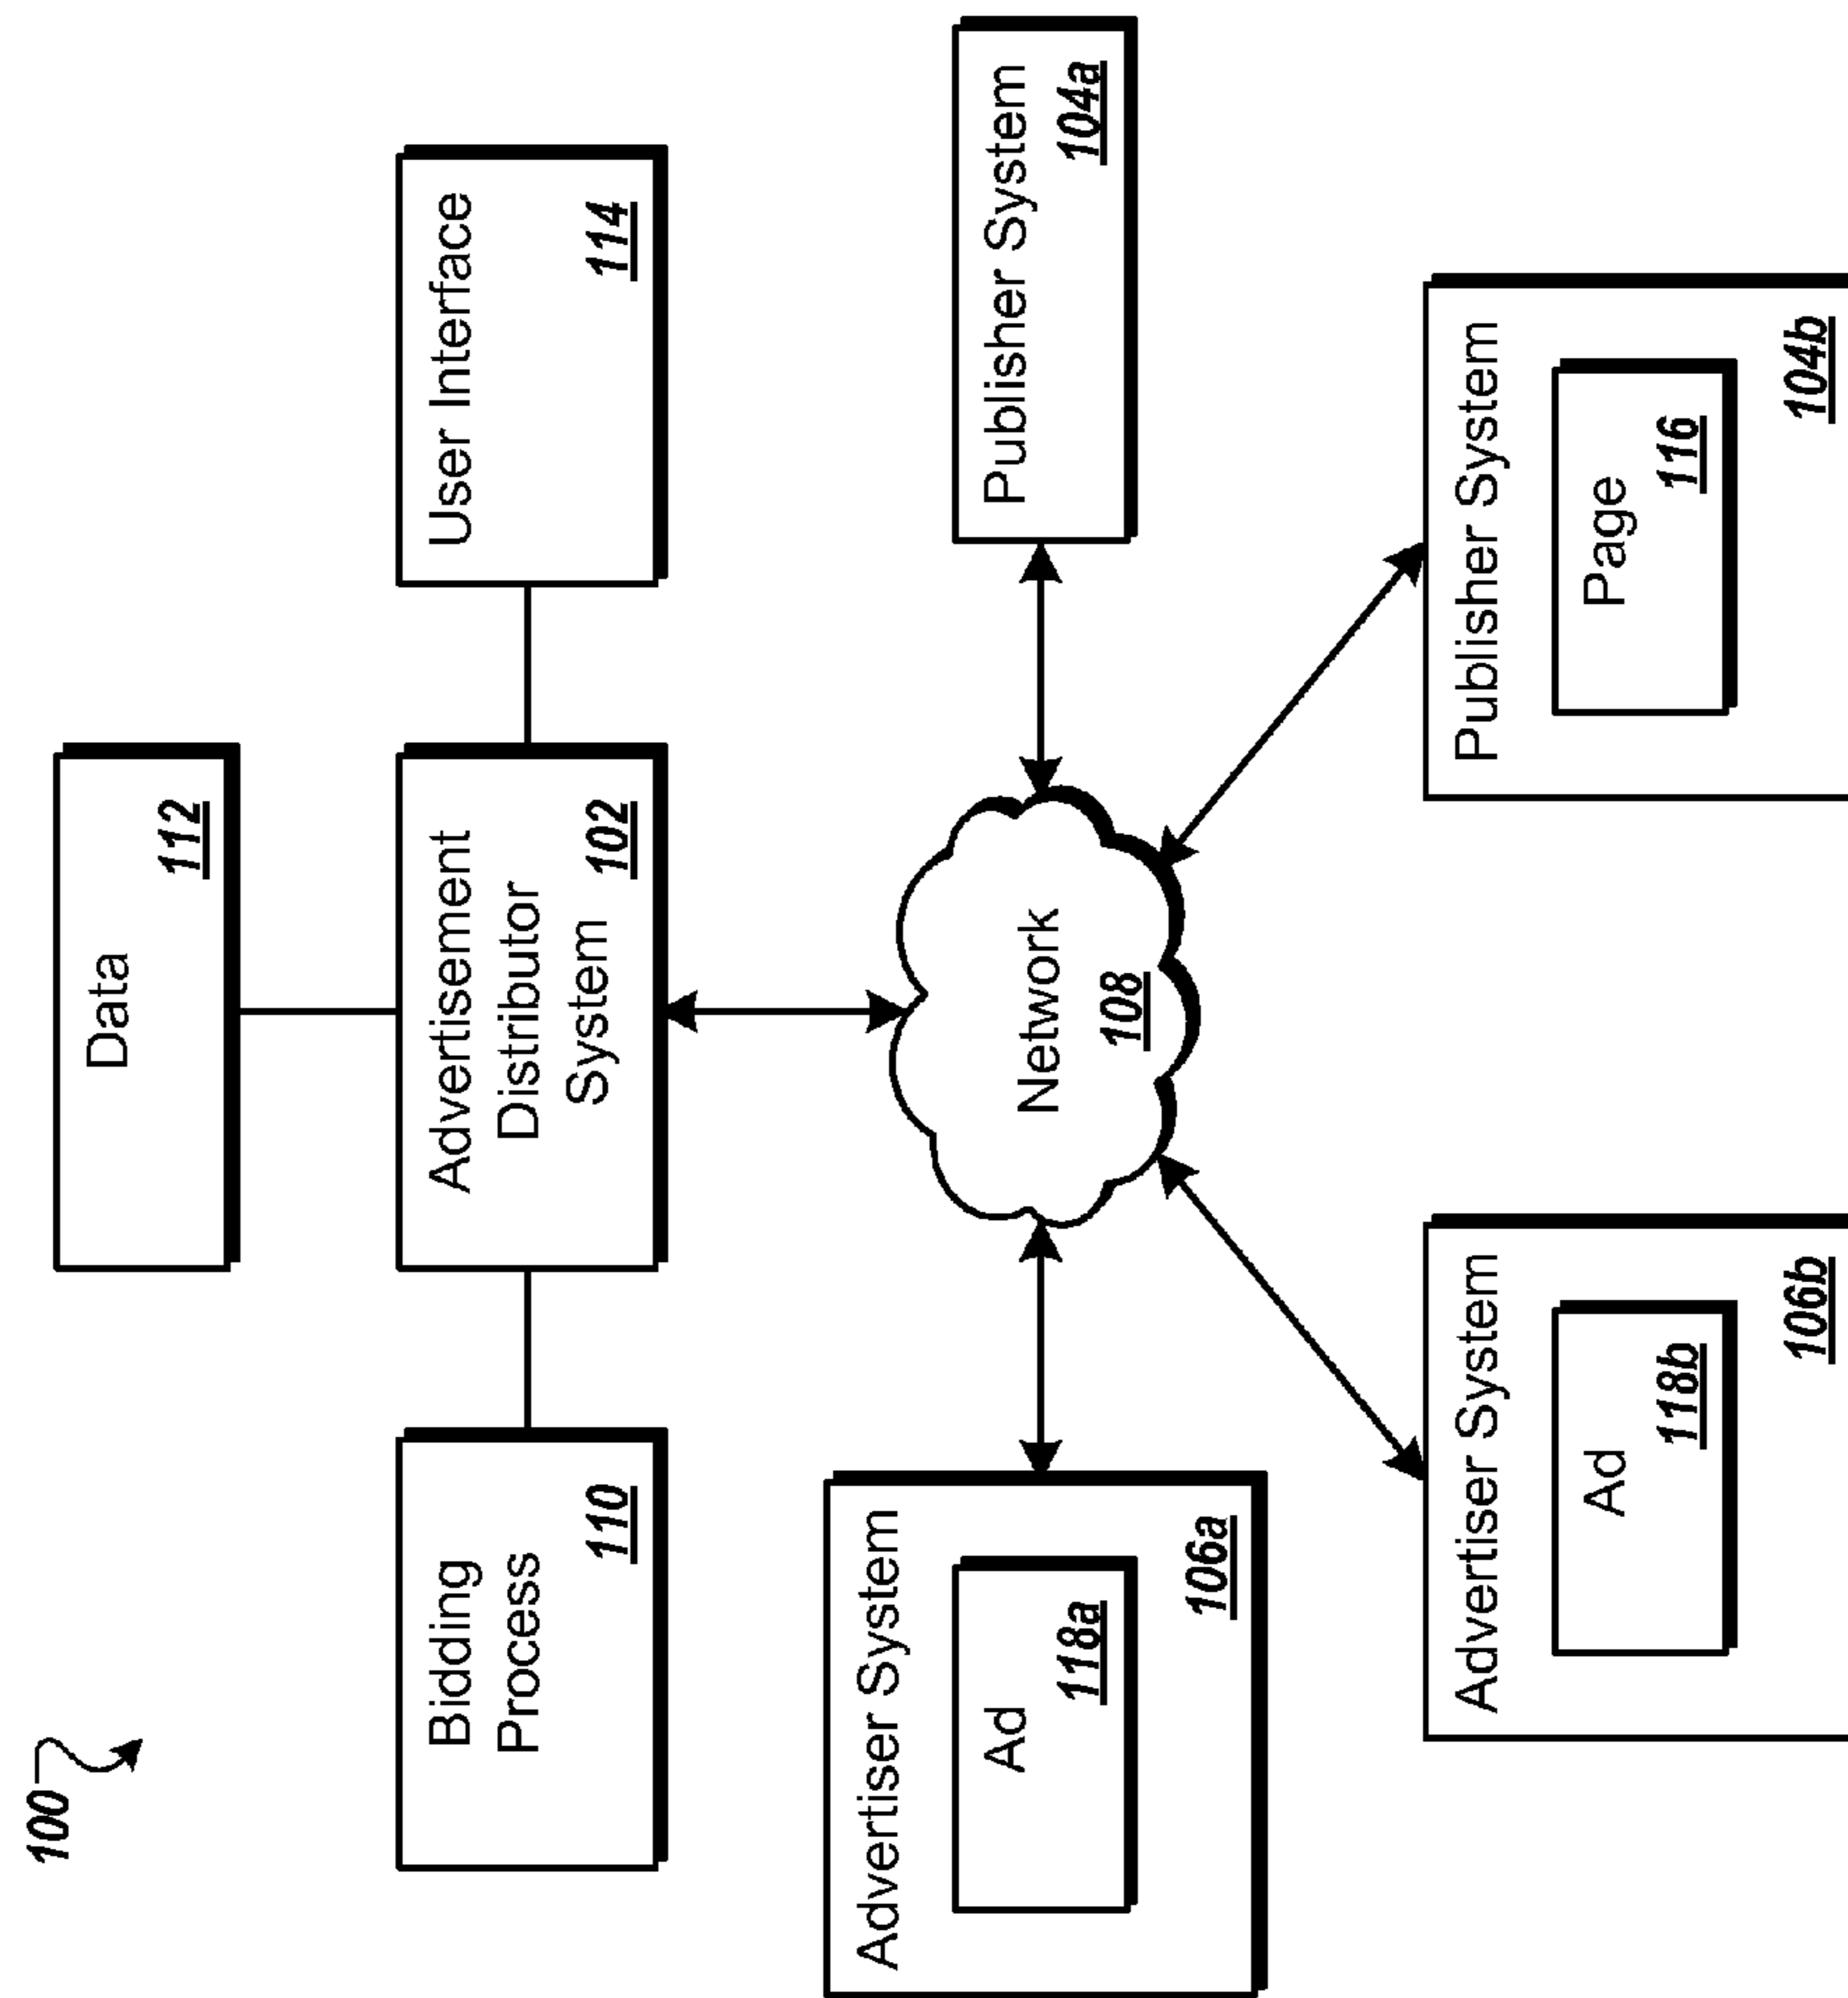 100
Data
112
Bidding
Process
110
Advertisement
Distributor
System
102
User Interface
114
Advertiser System
Ad
118a
106a
Network
108
Publisher System
104a
Advertiser System
Ad
118b
106b
Publisher System
Page
116
104b